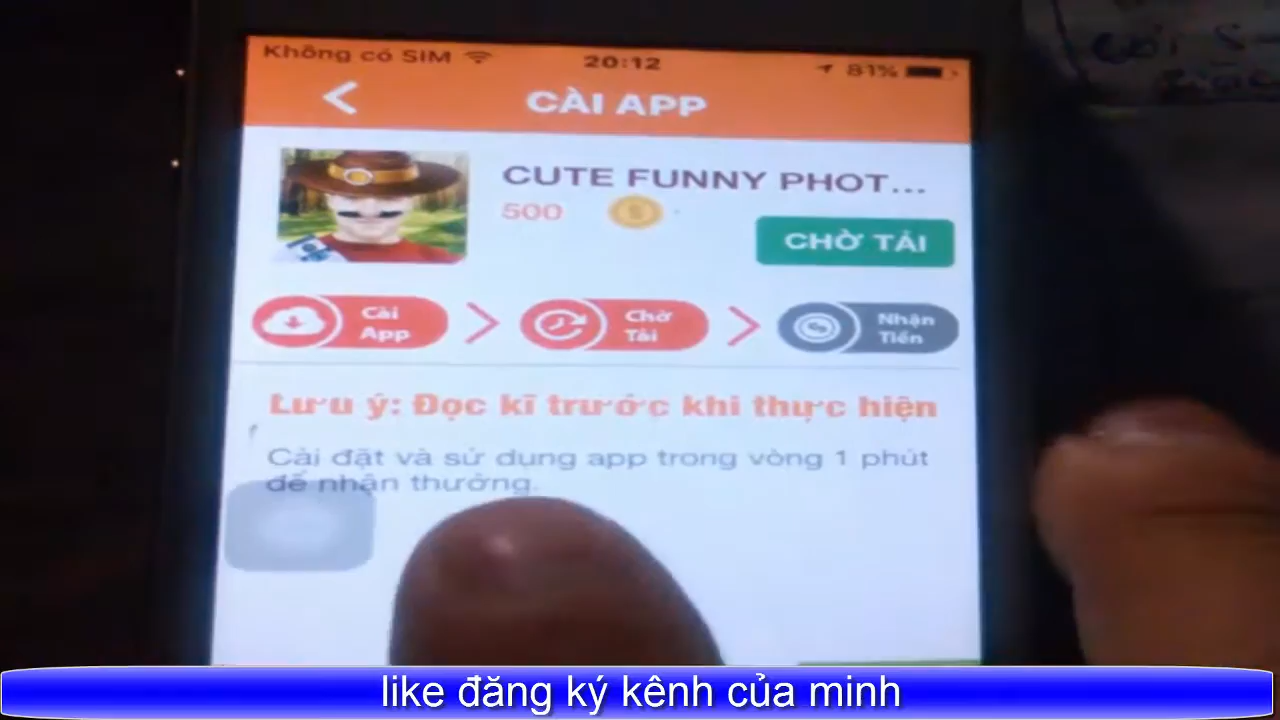 Không có SIM 20:12 81%
CÀI APP
CUTE FUNNY PHOT...
500
CHỜ TẢI
Cài App
Chờ Tải
Nhận Tiền
Lưu ý: Đọc kĩ trước khi thực hiện
Cài đặt và sử dụng app trong vòng 1 phút
để nhận thưởng.
like đăng ký kênh của minh